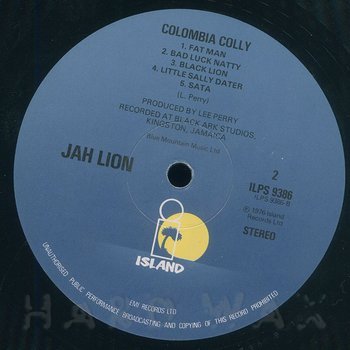 COLOMBIA COLLY
1. FAT MAN
2. BAD LUCK NATTY
3. BLACK LION
4. LITTLE SALLY DATER
5. SATA
(L. Perry)
PRODUCED BY LEE PERRY
RECORDED AT BLACK ARK STUDIOS,
KINGSTON, JAMAICA
Blue Mountain Music Ltd
JAH LION
2
ILPS 9386
(ILPS 9386-B
℗ 1976 Island
Records Ltd
STEREO
i
ISLAND
EMI RECORDS LTD
UNAUTHORISED PUBLIC PERFORMANCE BROADCASTING AND COPYING OF THIS RECORD PROHIBITED
HARD WAX